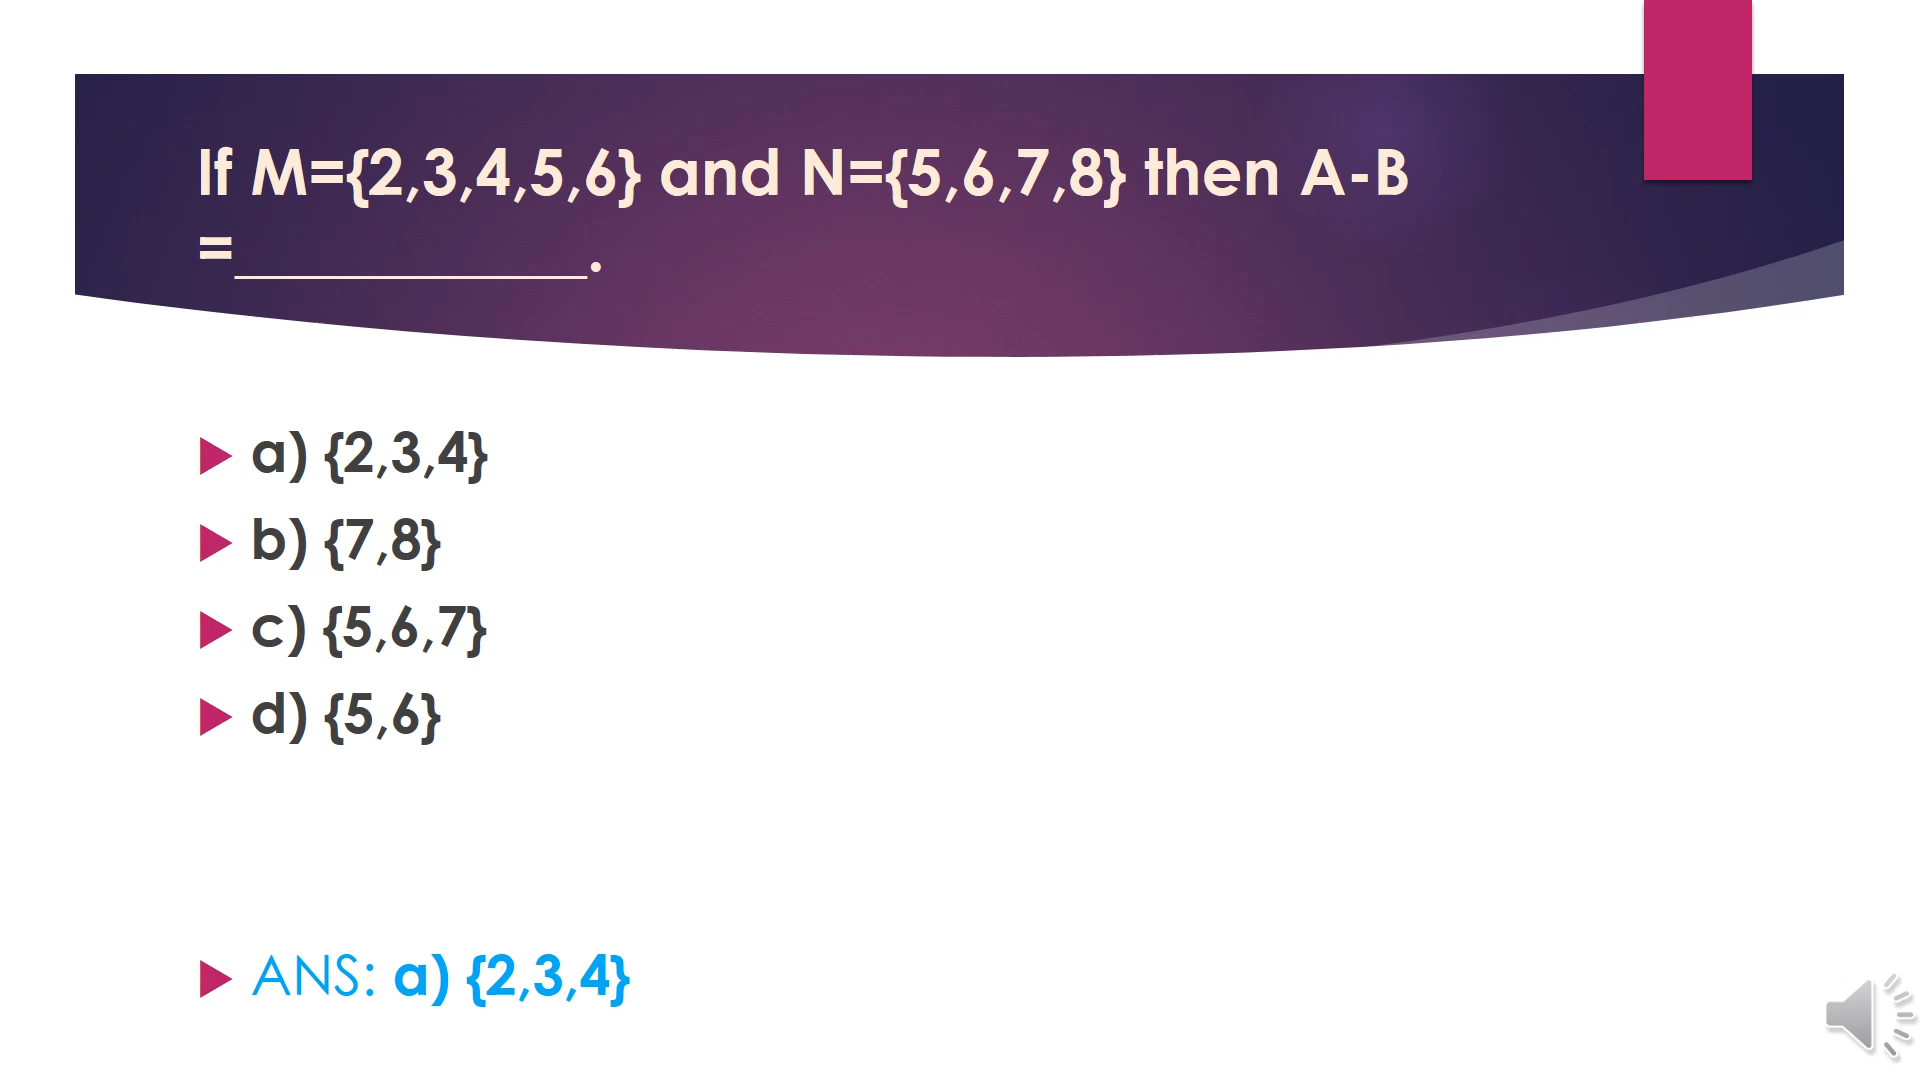 If M={2,3,4,5,6} and N={5,6,7,8} then A-B
=___________.
a) {2,3,4}
b) {7,8}
c) {5,6,7}
d) {5,6}
ANS: a) {2,3,4}